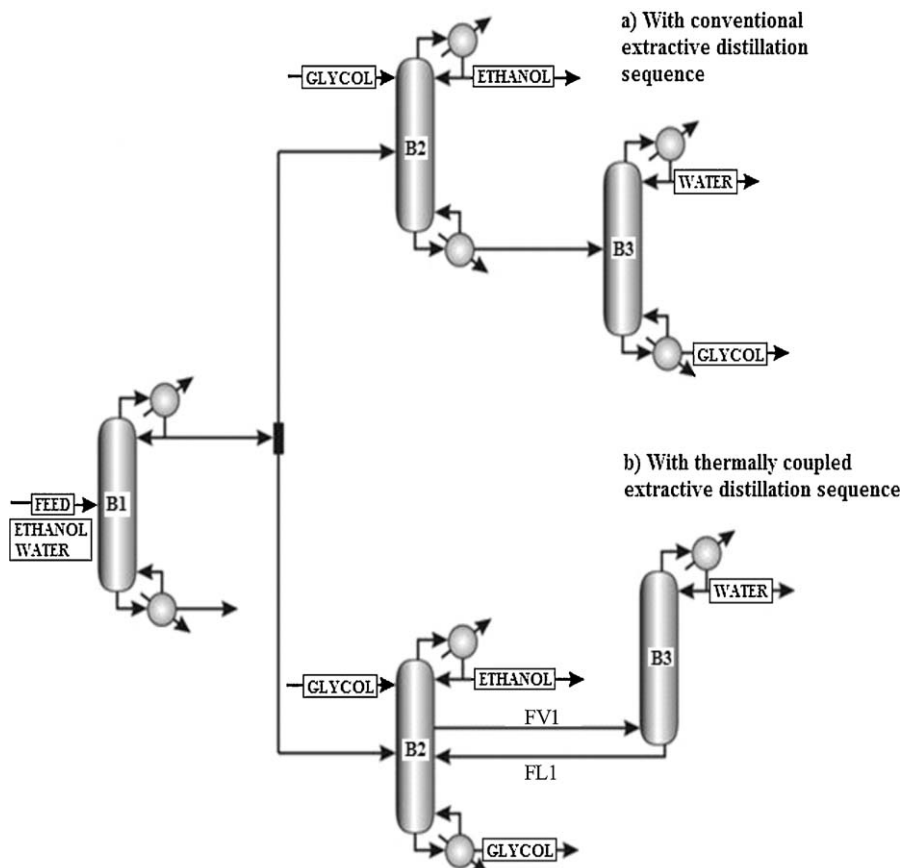 a) With conventional
extractive distillation
sequence
GLYCOL
ETHANOL
B2
WATER
B3
GLYCOL
FEED
B1
ETHANOL
WATER
b) With thermally coupled
extractive distillation sequence
WATER
B3
GLYCOL
ETHANOL
FV1
B2
FL1
GLYCOL